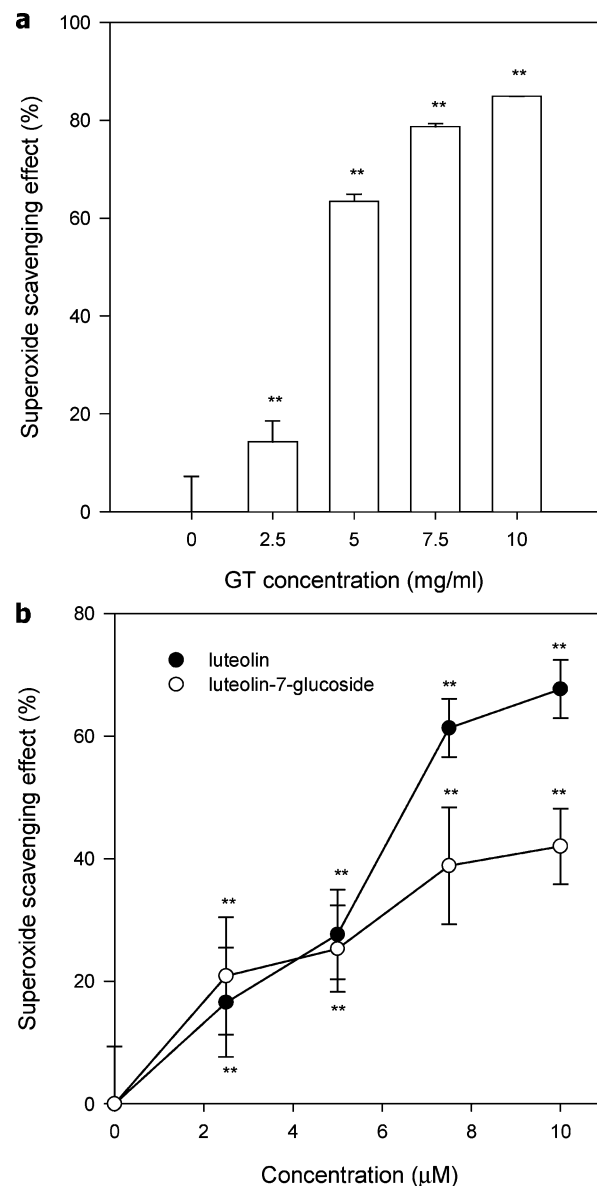 a
100
80
60
40
20
0
Superoxide scavenging effect (%)
**
**
**
**
0 2.5 5 7.5 10
GT concentration (mg/ml)
b
80
60
40
20
0
Superoxide scavenging effect (%)
luteolin
luteolin-7-glucoside
**
**
**
**
**
**
**
**
0 2 4 6 8 10
Concentration (μM)